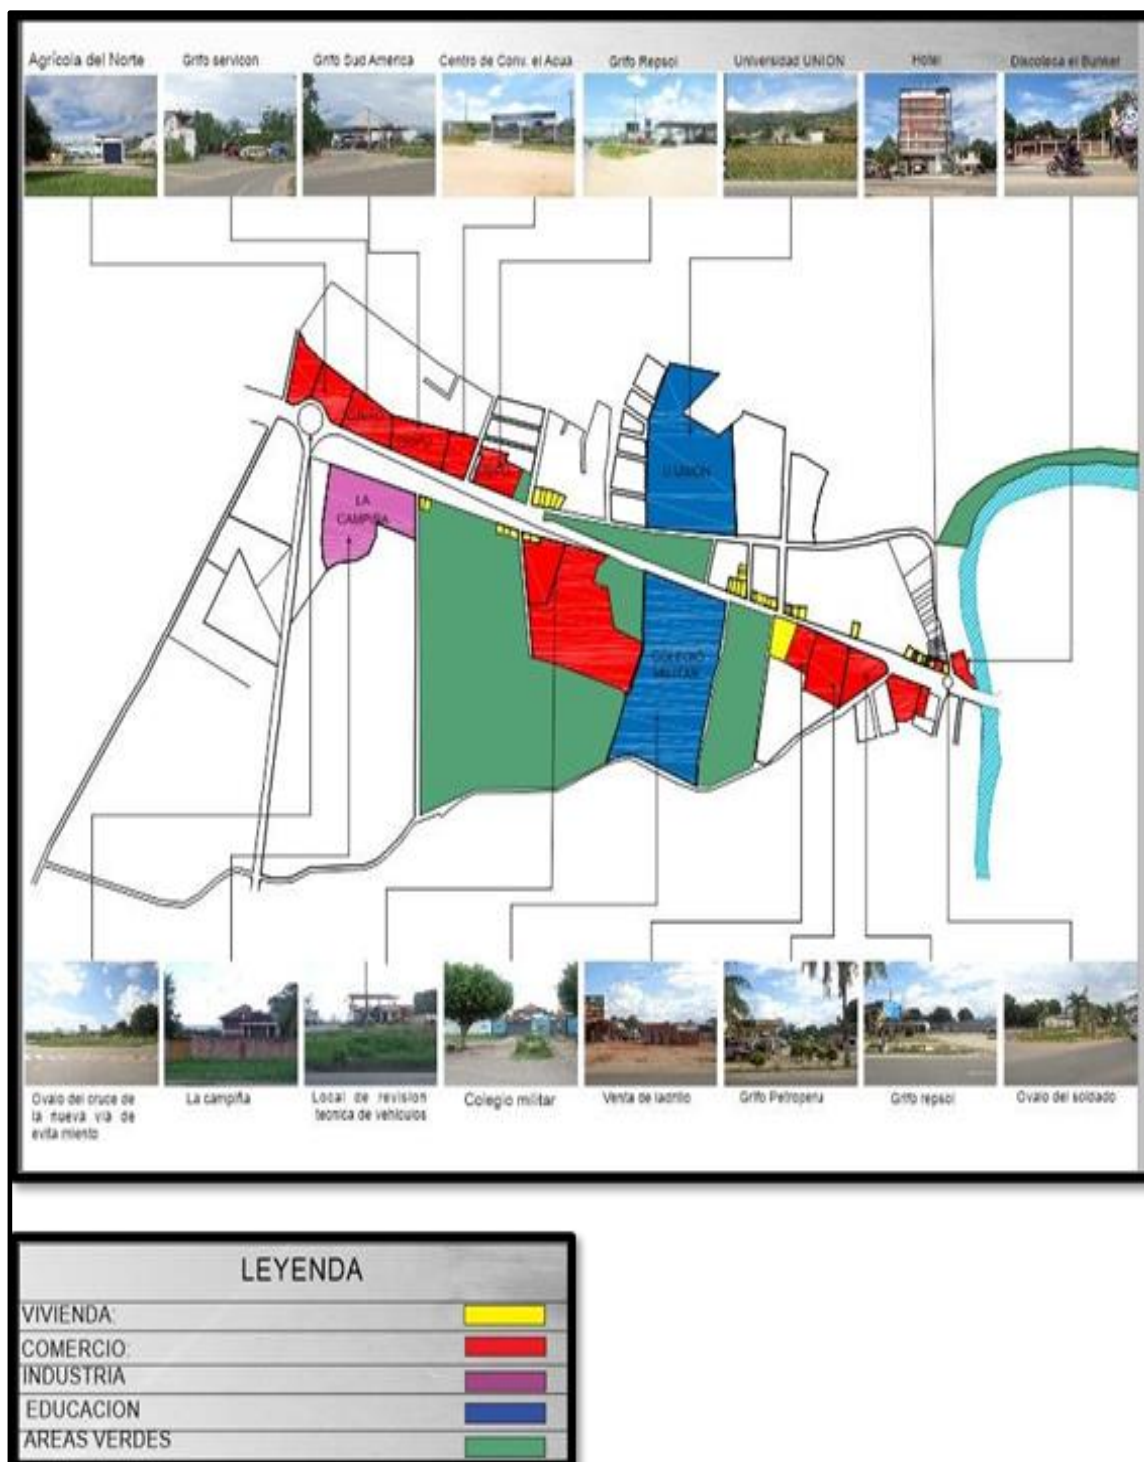 Agrícola del Norte
Grifo servicon
Grifo Sud America
Centro de Conv. el Acua
Grifo Repsol
Universidad UNION
Hotel
Discoteca el Bunker
LA
CAMPIÑA
U.UNION
COLEGIO
MILITAR
Ovalo del cruce de
la nueva via de
evita miento
La campiña
Local de revision
tecnica de vehiculos
Colegio militar
Venta de ladrillo
Grifo Petroperu
Grifo repsol
Ovalo del soldado
LEYENDA
VIVIENDA:
COMERCIO:
INDUSTRIA
EDUCACION
AREAS VERDES